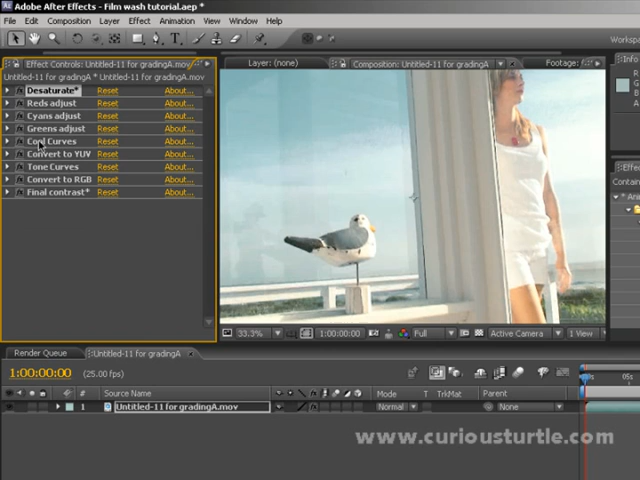 Ae Adobe After Effects - Film wash tutorial.aep *
File Edit Composition Layer Effect Animation View Window Help
Workspa
Effect Controls: Untitled-11 for gradingA.mov
Layer: (none)
Composition: Untitled-11 for gradingA
Footage:
Info
Untitled-11 for gradingA * Untitled-11 for gradingA.mov
Desaturate* Reset About...
Reds adjust Reset About...
Cyans adjust Reset About...
Greens adjust Reset About...
Cool Curves Reset About...
Convert to YUV Reset About...
Tone Curves Reset About...
Convert to RGB Reset About...
Final contrast* Reset About...
R
G
B
A
Effect
Contain
* Ani
33.3% 1:00:00:00 Full Active Camera 1 View
Render Queue
Untitled-11 for gradingA
1:00:00:00 (25.00 fps)
# Source Name Mode T TrkMat Parent
1 Untitled-11 for gradingA.mov Normal None
05s
www.curiousturtle.com